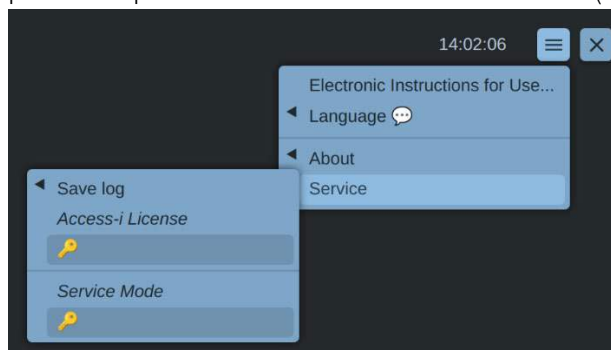 14:02:06
Electronic Instructions for Use...
Language
About
Service
Save log
Access-i License
Service Mode